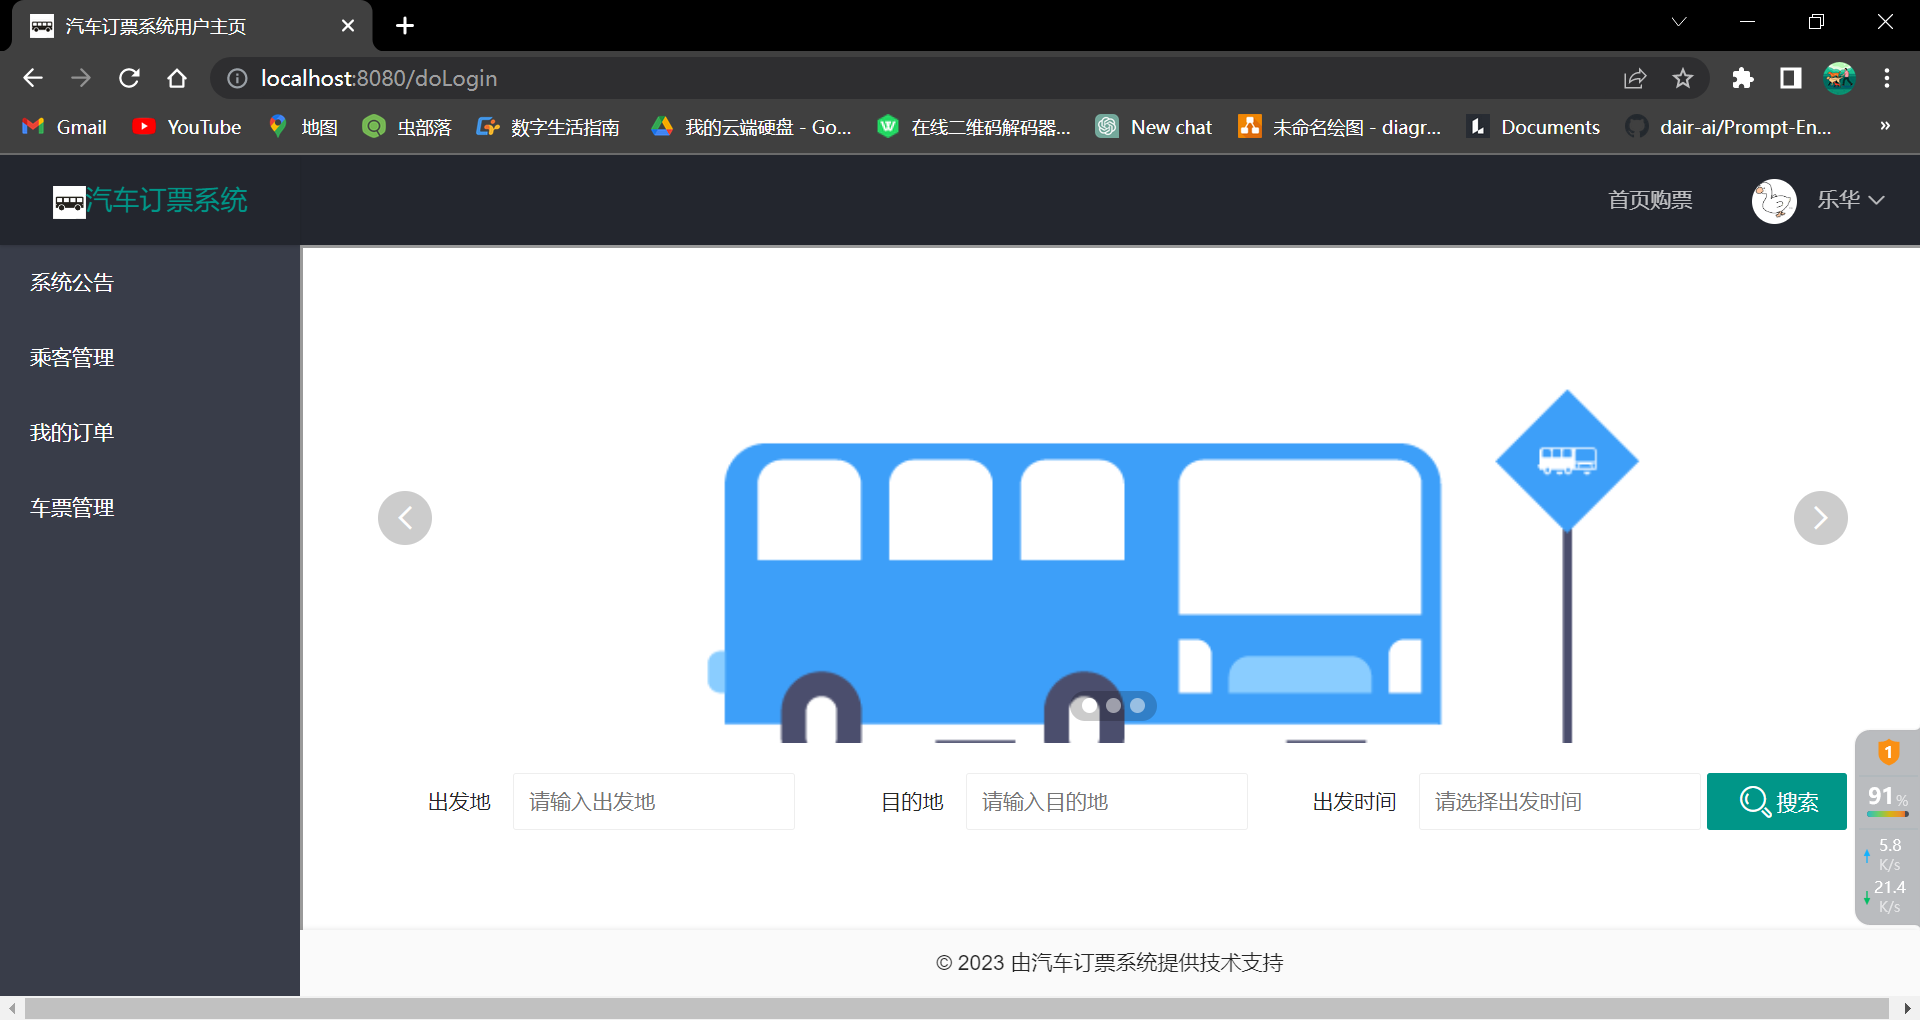 汽车订票系统用户主页
localhost:8080/doLogin
Gmail
YouTube
地图
虫部落
数字生活指南
我的云端硬盘 - Go...
在线二维码解码器...
New chat
未命名绘图 - diagr...
Documents
dair-ai/Prompt-En...
»
汽车订票系统
首页购票
乐华
系统公告
乘客管理
我的订单
车票管理
出发地
请输入出发地
目的地
请输入目的地
出发时间
请选择出发时间
搜索
1
91%
5.8
K/s
21.4
K/s
© 2023 由汽车订票系统提供技术支持